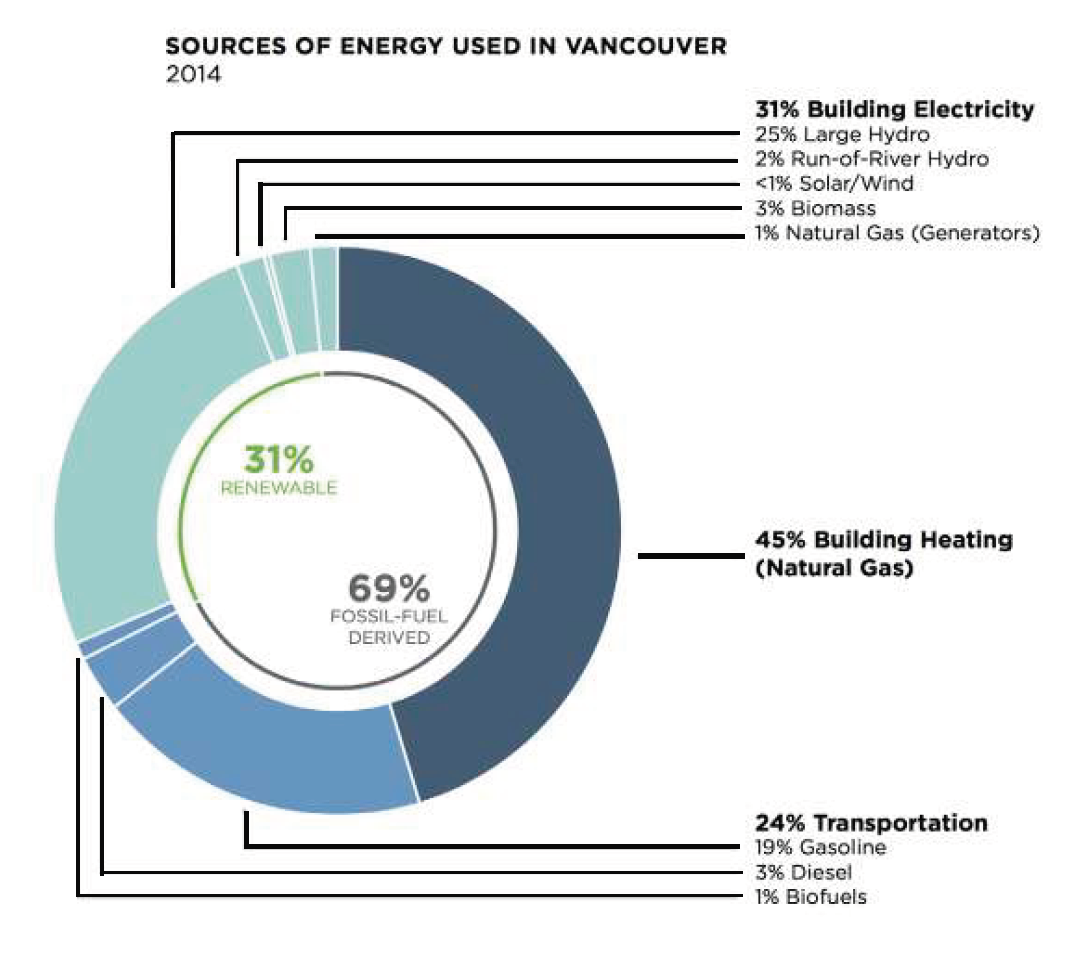 SOURCES OF ENERGY USED IN VANCOUVER
2014
31% Building Electricity
25% Large Hydro
2% Run-of-River Hydro
<1% Solar/Wind
3% Biomass
1% Natural Gas (Generators)
31%
RENEWABLE
69%
FOSSIL-FUEL
DERIVED
45% Building Heating
(Natural Gas)
24% Transportation
19% Gasoline
3% Diesel
1% Biofuels